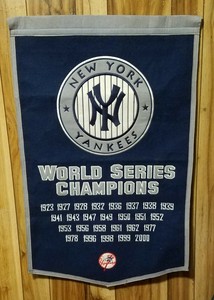 NEW YORK
NY
YANKEES
WORLD SERIES
CHAMPIONS
1923 1927 1928 1932 1936 1937 1938 1939
1941 1943 1947 1949 1950 1951 1952
1953 1956 1958 1961 1962 1977
1978 1996 1998 1999 2000